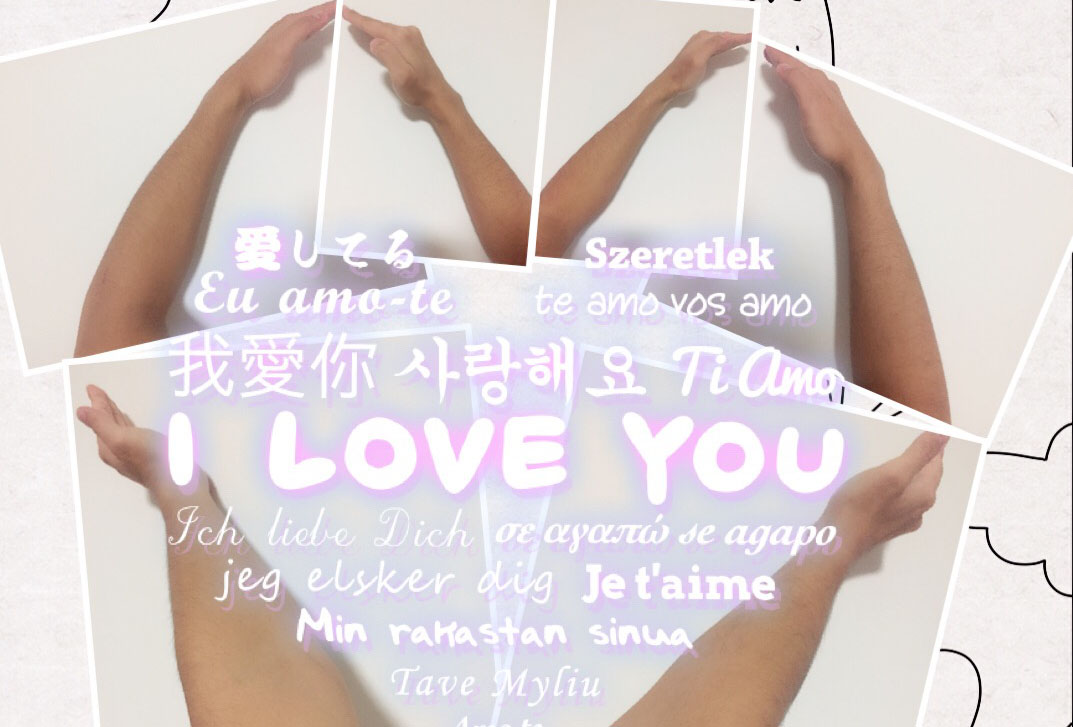 愛してる
Szeretlek
Eu amo-te
te amo vos amo
我愛你 사랑해요 Ti Amo
I LOVE YOU
Ich liebe Dich σε αγαπώ se agapo
jeg elsker dig Je t'aime
Min rakastan sinua
Tave Myliu